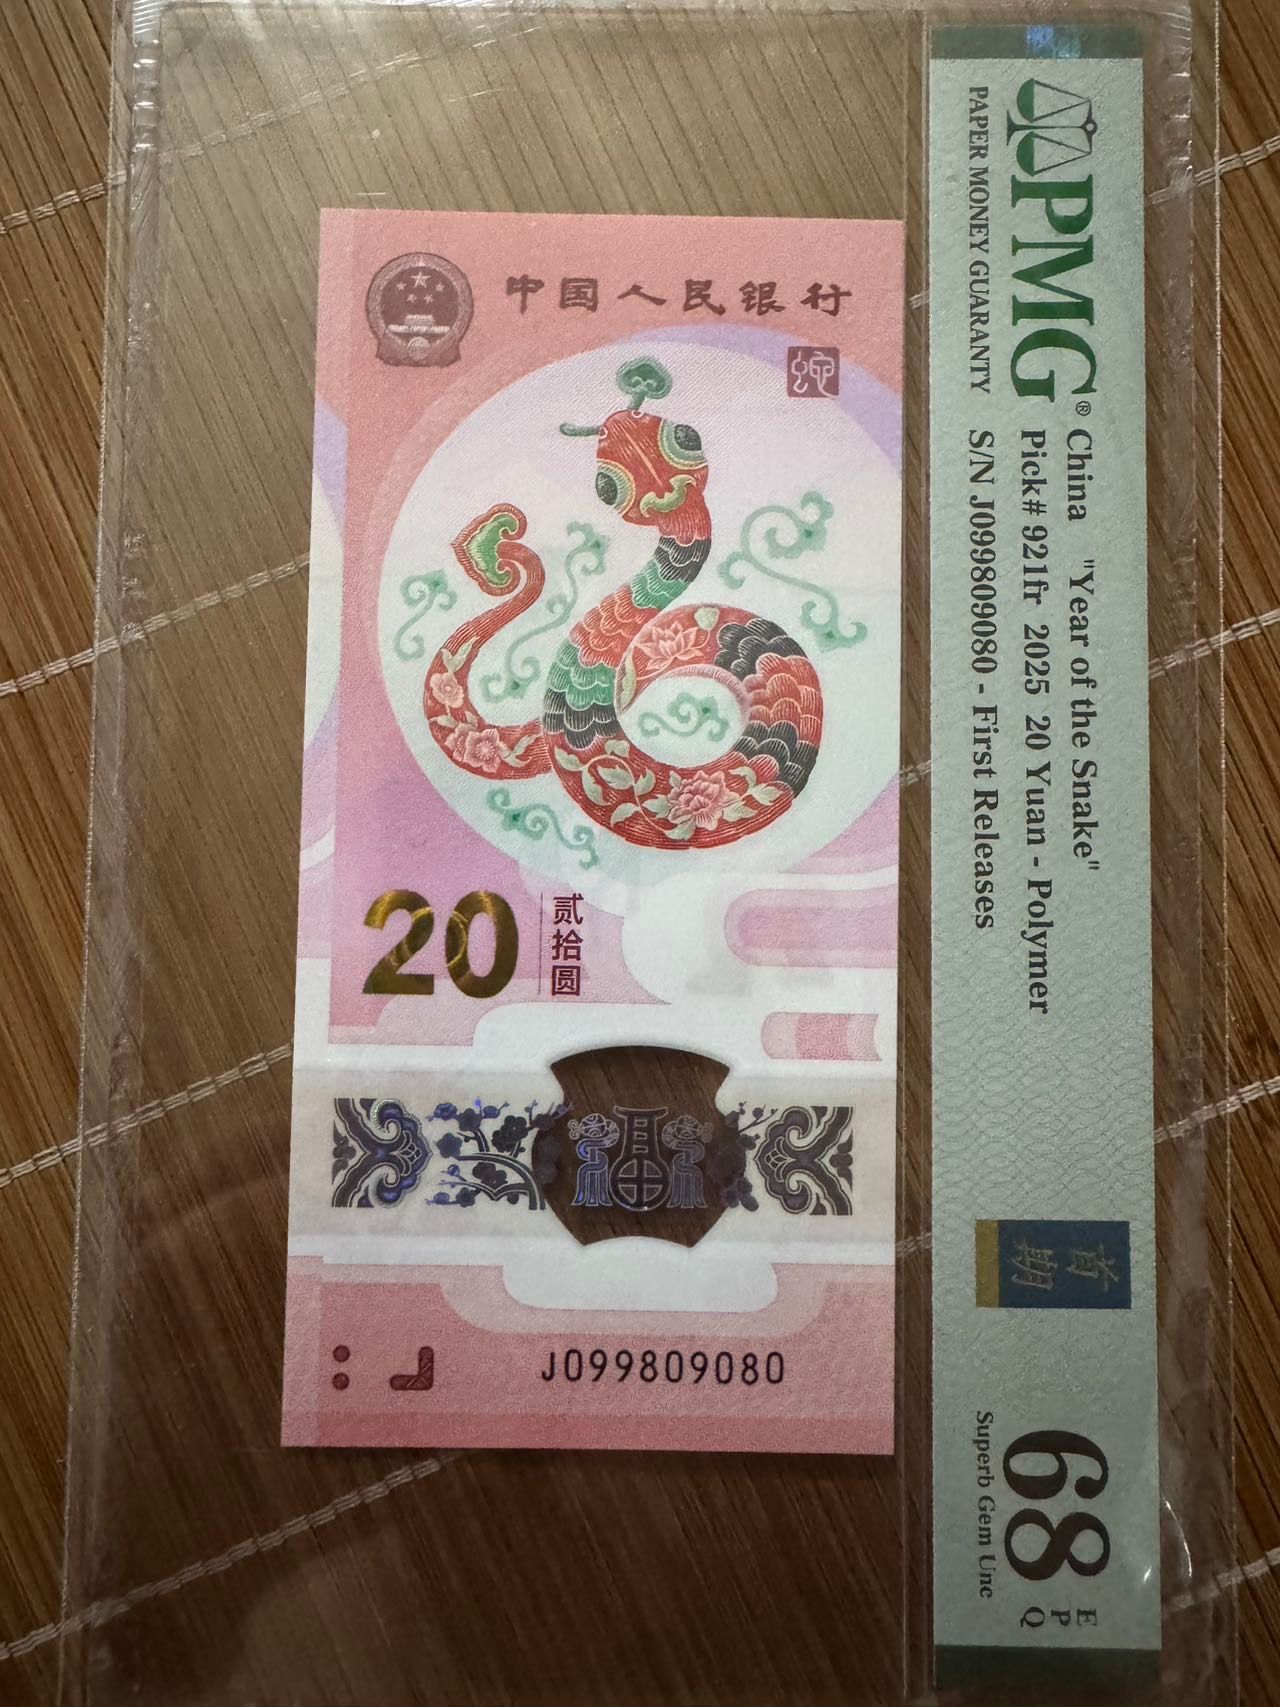 中国人民银行
蛇
20
贰拾圆
福
J099809080
PMG®
PAPER MONEY GUARANTY
China "Year of the Snake"
Pick# 921fr 2025 20 Yuan - Polymer
S/N J099809080 - First Releases
首期
68 EPQ
Superb Gem Unc